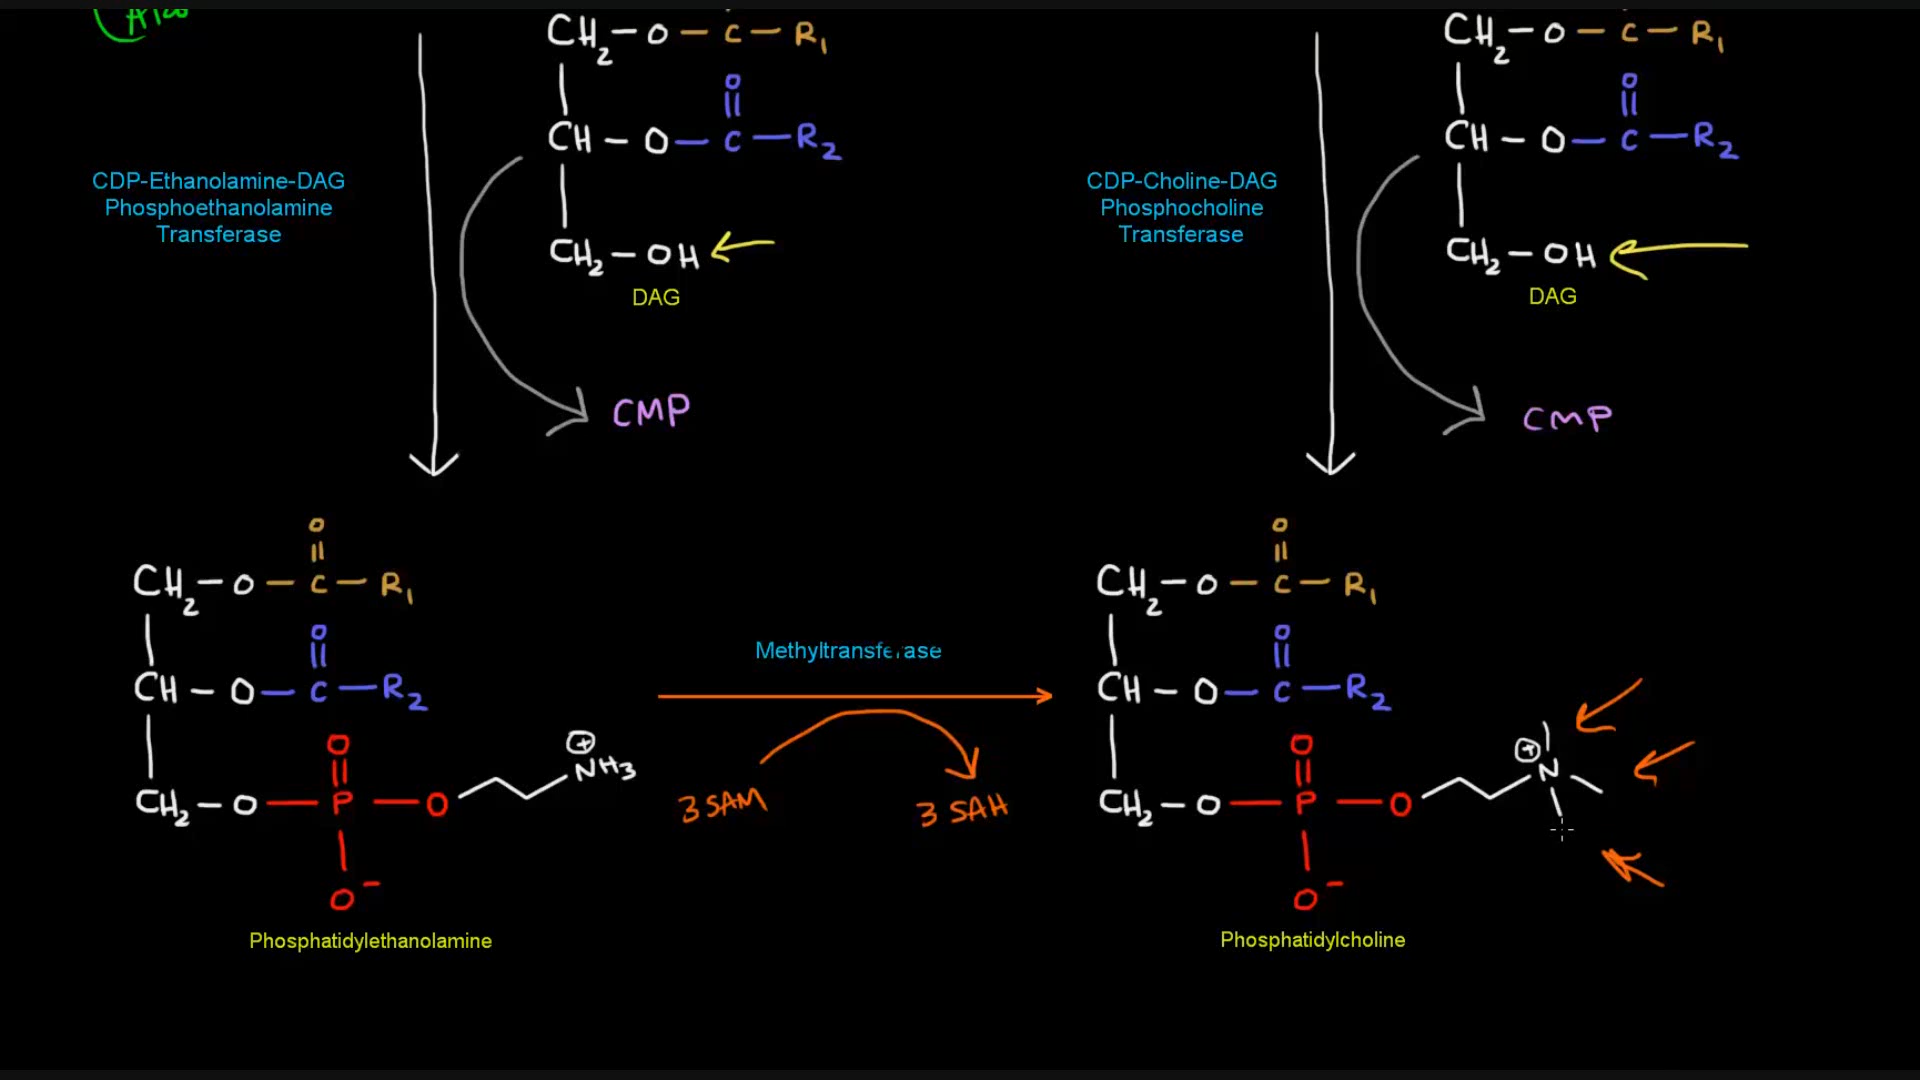 CH2-O-C-R1
O
CH-O-C-R2
CH2-OH
DAG
CDP-Ethanolamine-DAG
Phosphoethanolamine
Transferase
CMP
CH2-O-C-R1
O
CH-O-C-R2
CH2-OH
DAG
CDP-Choline-DAG
Phosphocholine
Transferase
CMP
O
CH2-O-C-R1
O
CH-O-C-R2
O
+
NH3
CH2-O-P-O
O-
Phosphatidylethanolamine
Methyltransferase
3 SAM
3 SAH
O
CH2-O-C-R1
O
CH-O-C-R2
O
+
N
CH2-O-P-O
O-
Phosphatidylcholine